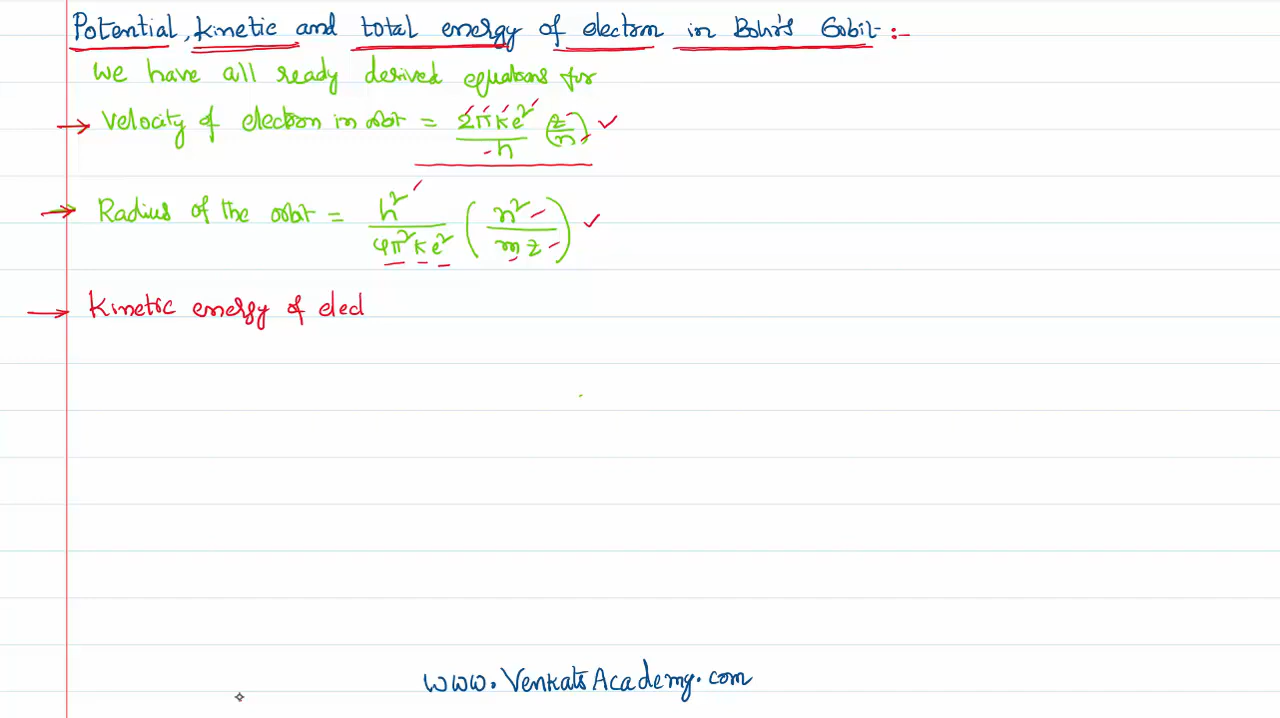 Potential, kinetic and total energy of electron in Bohr's Orbit :-
We have all ready derived equations for
→ Velocity of electron in orbit = 2πke²/h (z/n) ✓
→ Radius of the orbit = h²/4π²ke² (n²/mz) ✓
→ Kinetic energy of elect
www.VenkatsAcademy.com